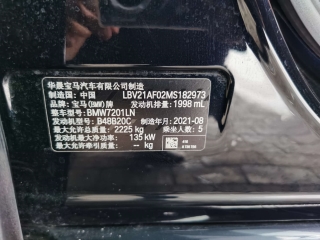 华晨宝马汽车有限公司制造
制造国: 中国 LBV21AF02MS182973
品牌: 宝马(BMW)牌 发动机排量: 1998 mL
整车型号: BMW7201LN
发动机型号: B48B20C 制造年月: 2021-08
最大允许总质量: 2225 kg 乘坐人数: 5
发动机最大净功率: 135 kW
最大允许牵引质量: -- kg